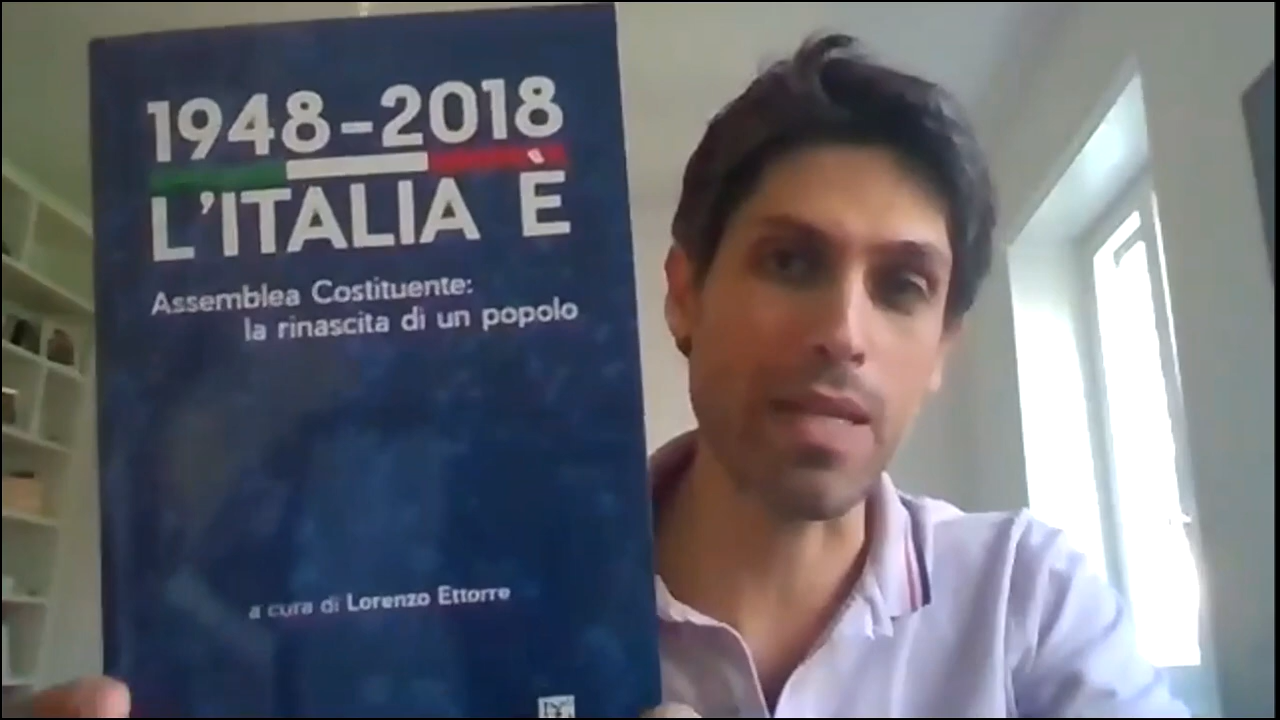 1948-2018
L'ITALIA È
Assemblea Costituente:
la rinascita di un popolo
a cura di Lorenzo Ettorre